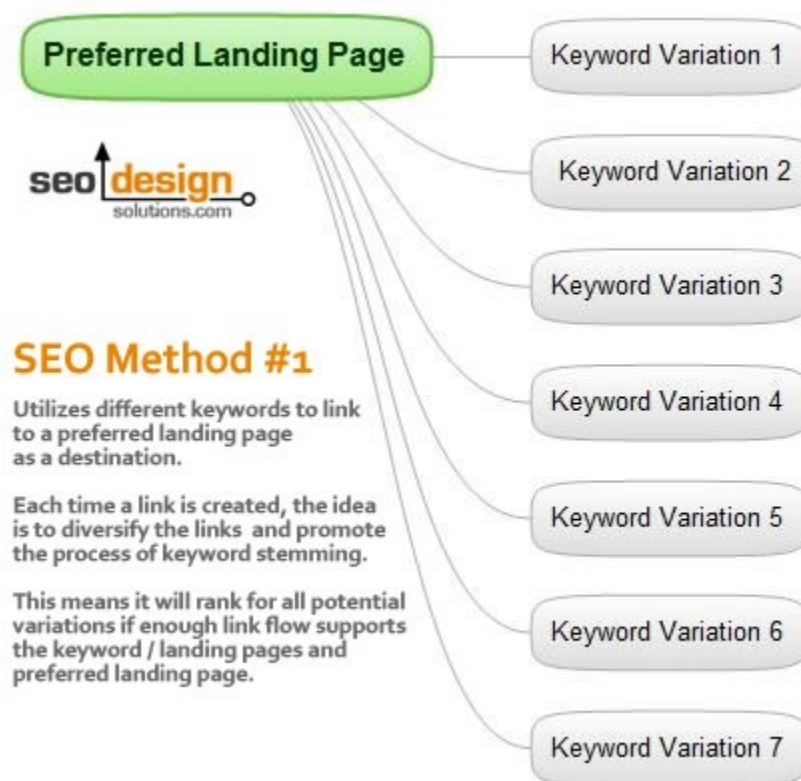 Preferred Landing Page
Keyword Variation 1
Keyword Variation 2
Keyword Variation 3
Keyword Variation 4
Keyword Variation 5
Keyword Variation 6
Keyword Variation 7
seo design
solutions.com
SEO Method #1
Utilizes different keywords to link
to a preferred landing page
as a destination.
Each time a link is created, the idea
is to diversify the links and promote
the process of keyword stemming.
This means it will rank for all potential
variations if enough link flow supports
the keyword / landing pages and
preferred landing page.